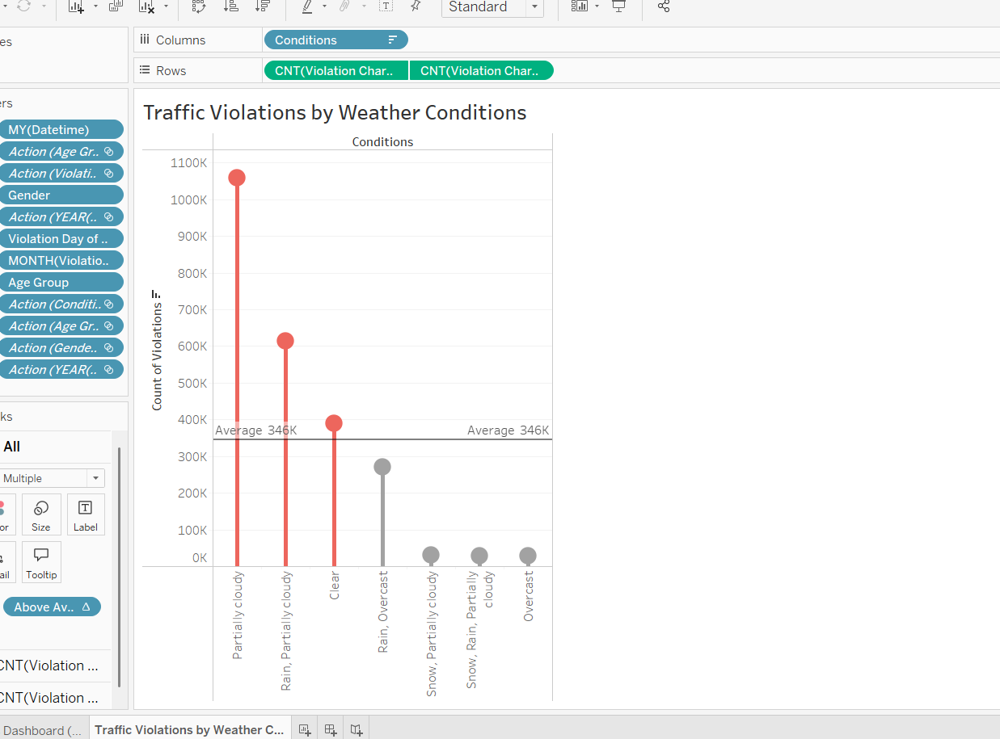 Standard
es
Columns
Conditions
Rows
CNT(Violation Char..
CNT(Violation Char..
ers
MY(Datetime)
Action (Age Gr..
Action (Violati..
Gender
Action (YEAR(..
Violation Day of ..
MONTH(Violatio..
Age Group
Action (Conditi..
Action (Age Gr..
Action (Gende..
Action (YEAR(..
ks
All
Multiple
or
Size
Label
ail
Tooltip
Above Av..
CNT(Violation ...
CNT(Violation ...
Traffic Violations by Weather Conditions
Conditions
Count of Violations
1100K
1000K
900K
800K
700K
600K
500K
400K
300K
200K
100K
0K
Average 346K
Average 346K
Partially cloudy
Rain, Partially cloudy
Clear
Rain, Overcast
Snow, Partially cloudy
Snow, Rain, Partially
cloudy
Overcast
Dashboard (...
Traffic Violations by Weather C...